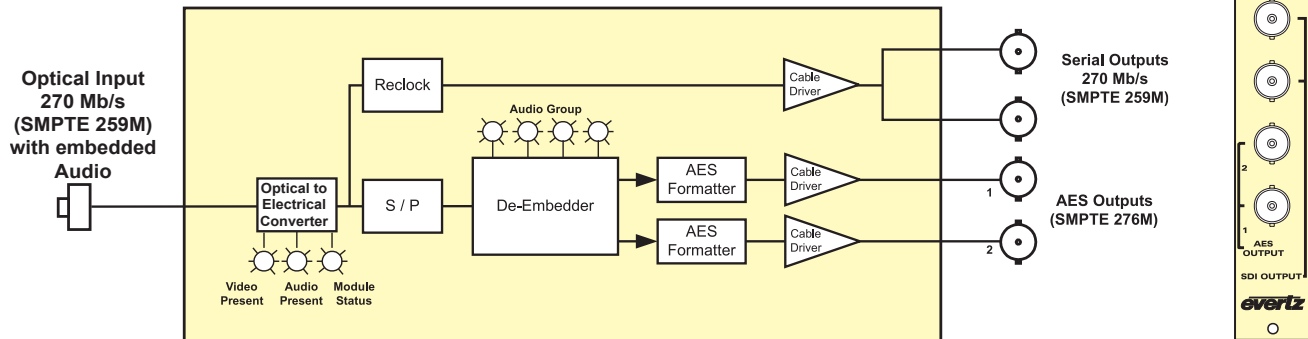 Optical Input
270 Mb/s
(SMPTE 259M)
with embedded
Audio
Reclock
Audio Group
Optical to
Electrical
Converter
S / P
De-Embedder
Video
Present
Audio
Present
Module
Status
AES
Formatter
AES
Formatter
Cable
Driver
Cable
Driver
Cable
Driver
1
2
Serial Outputs
270 Mb/s
(SMPTE 259M)
AES Outputs
(SMPTE 276M)
2
1
AES
OUTPUT
SDI OUTPUT
evertz